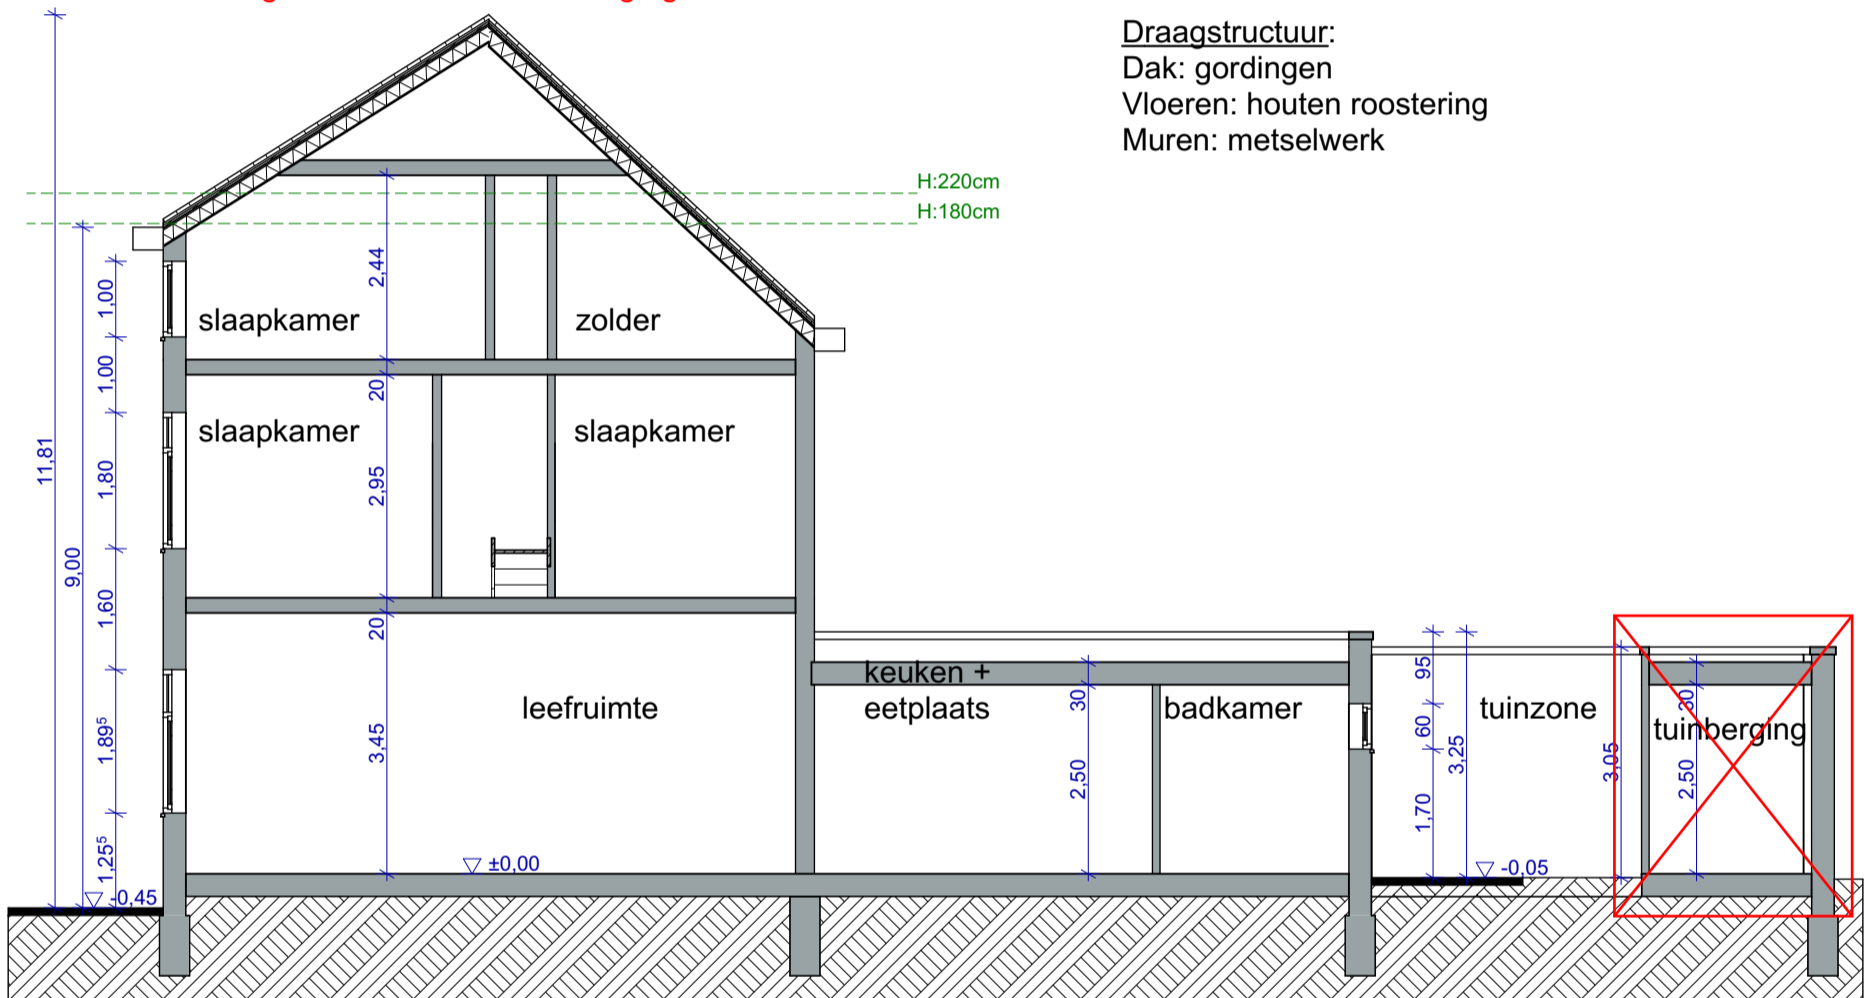 Draagstructuur:
Dak: gordingen
Vloeren: houten roostering
Muren: metselwerk
H:220cm
H:180cm
11,81
9,00
1,00
1,00
1,80
1,60
1,89⁵
1,25⁵
-0,45
2,44
20
2,95
20
3,45
slaapkamer
zolder
slaapkamer
slaapkamer
leefruimte
±0,00
keuken +
eetplaats
30
2,50
badkamer
95
60
1,70
3,25
tuinzone
-0,05
3,05
30
2,50
tuinberging